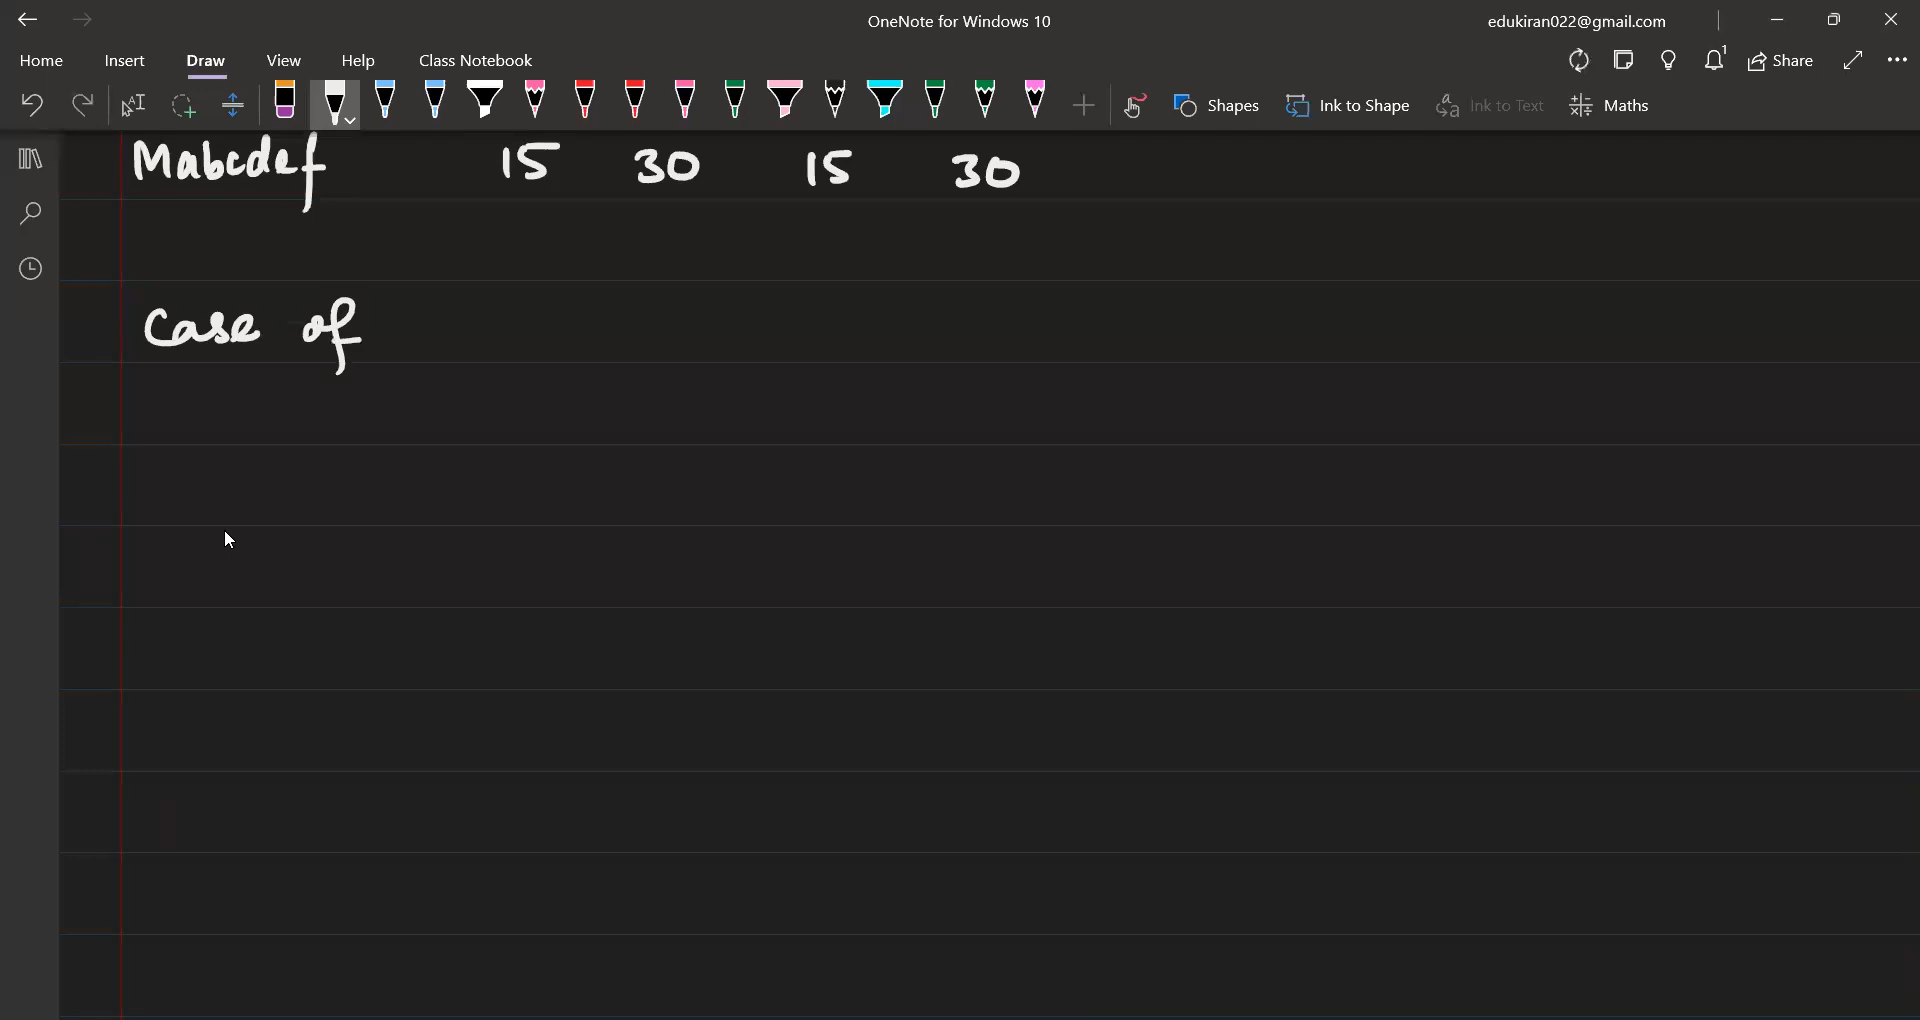 OneNote for Windows 10
edukiran022@gmail.com
Home Insert Draw View Help Class Notebook
1
Share
Shapes Ink to Shape Ink to Text Maths
Mabcdef 15 30 15 30
Case of